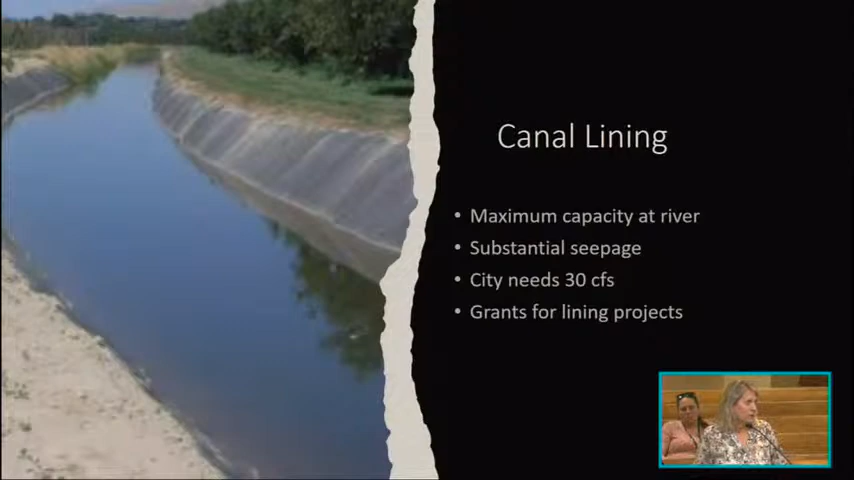 Canal Lining
• Maximum capacity at river
• Substantial seepage
• City needs 30 cfs
• Grants for lining projects